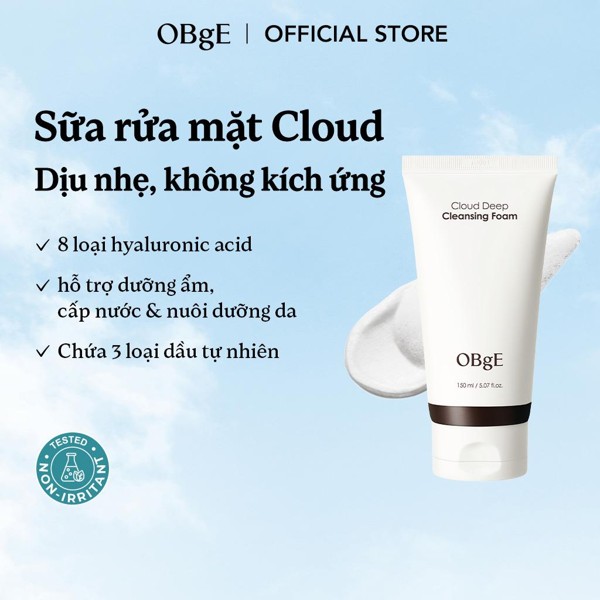 OBgE | OFFICIAL STORE
Sữa rửa mặt Cloud
Dịu nhẹ, không kích ứng
✓ 8 loại hyaluronic acid
✓ hỗ trợ dưỡng ẩm,
cấp nước & nuôi dưỡng da
✓ Chứa 3 loại dầu tự nhiên
Cloud Deep
Cleansing Foam
OBgE
150 ml / 5.07 fl.oz.
TESTED
NON-IRRITANT